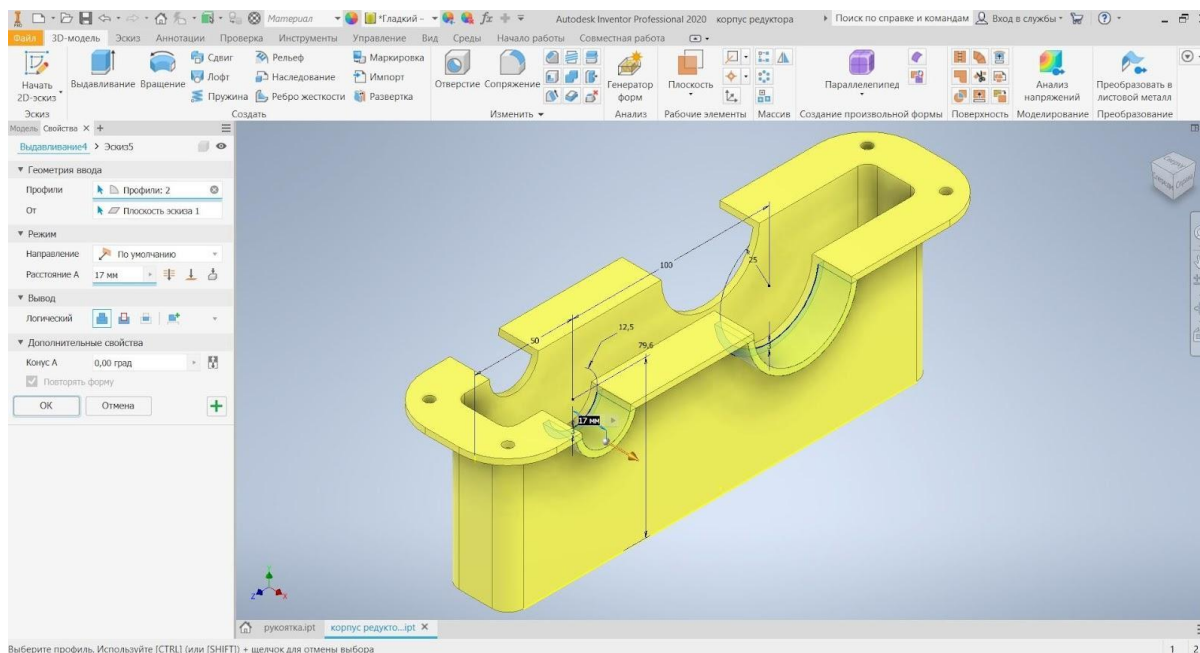 Материал
*Гладкий -
fx
Autodesk Inventor Professional 2020 корпус редуктора
Поиск по справке и командам
Вход в службы
Файл 3D-модель Эскиз Аннотации Проверка Инструменты Управление Вид Среды Начало работы Совместная работа
Начать 2D-эскиз
Выдавливание Вращение
Сдвиг
Лофт
Пружина
Рельеф
Наследование
Ребро жесткости
Маркировка
Импорт
Развертка
Отверстие Сопряжение
Генератор форм
Плоскость
Параллелепипед
Анализ напряжений
Преобразовать в листовой металл
Эскиз Создать Изменить Анализ Рабочие элементы Массив Создание произвольной формы Поверхность Моделирование Преобразование
Модель Свойства X +
Выдавливание4 > Эскиз5
Геометрия ввода
Профили Профили: 2
От Плоскость эскиза 1
Режим
Направление По умолчанию
Расстояние A 17 мм
Вывод
Логический
Дополнительные свойства
Конус A 0,00 град
Повторять форму
OK Отмена
100
25
50
12,5
79,6
17 мм
рукоятка.ipt корпус редукто...ipt X
Выберите профиль. Используйте [CTRL] (или [SHIFT]) + щелчок для отмены выбора
1 2